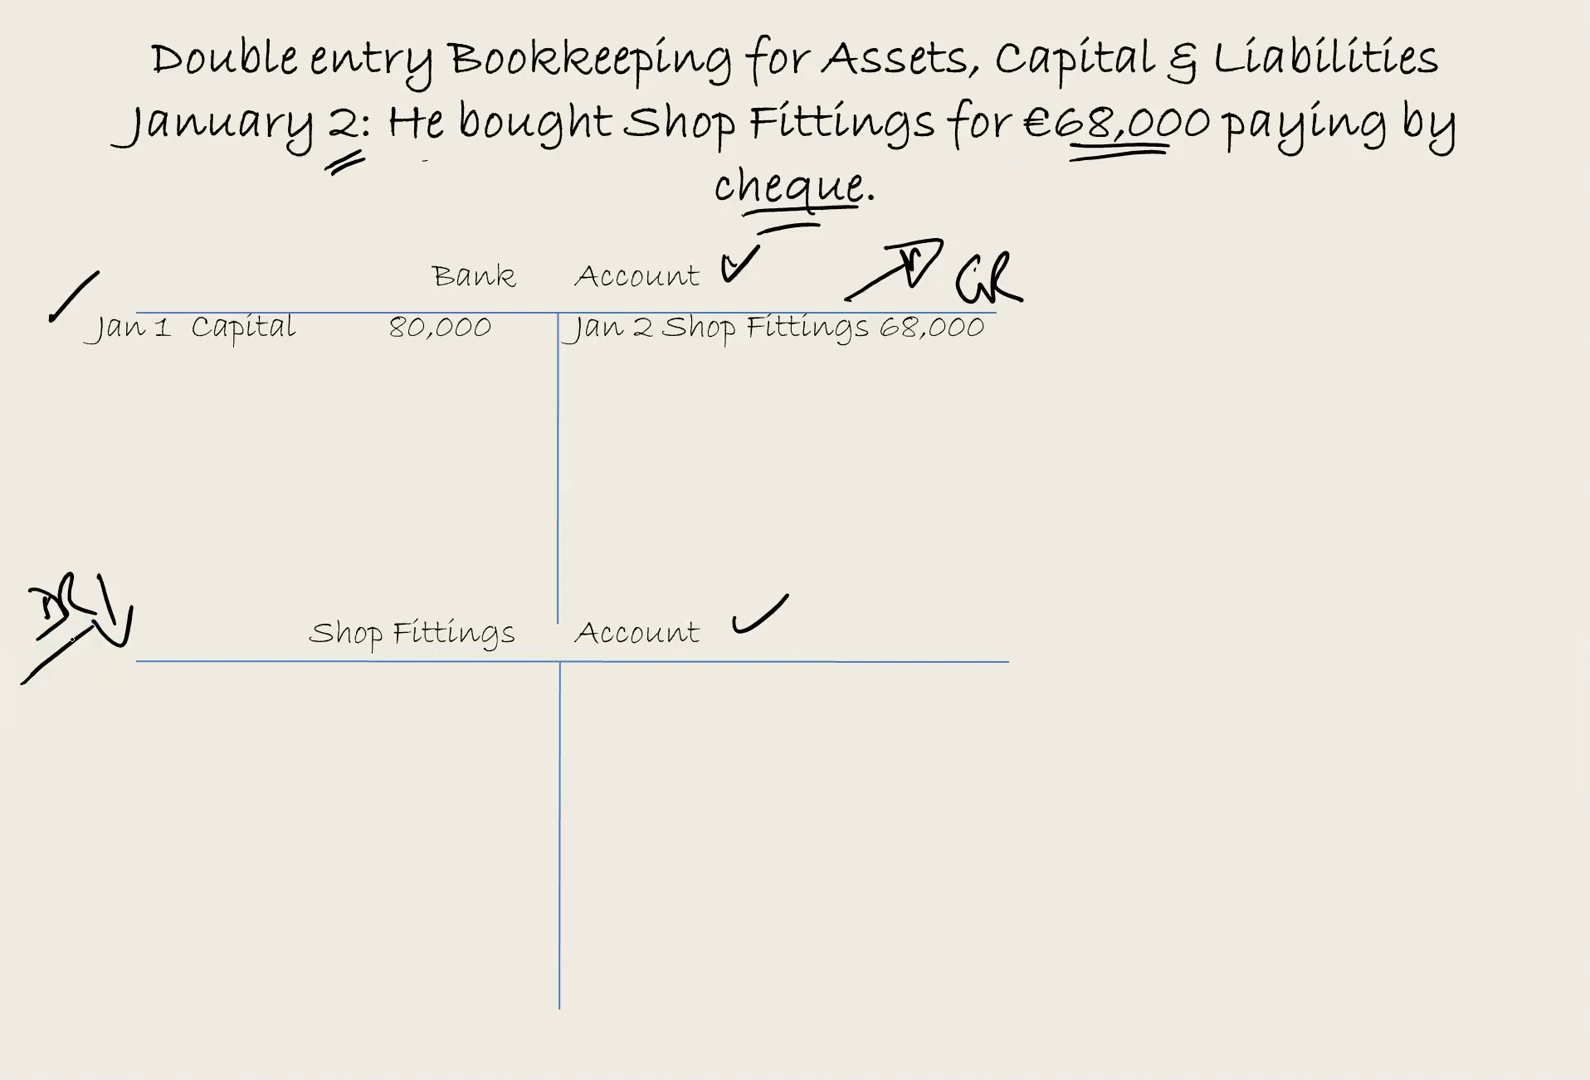 Double entry Bookkeeping for Assets, Capital & Liabilities
January 2: He bought Shop Fittings for €68,000 paying by
cheque.
Bank Account
CR
Jan 1 Capital 80,000 Jan 2 Shop Fittings 68,000
DR
Shop Fittings Account